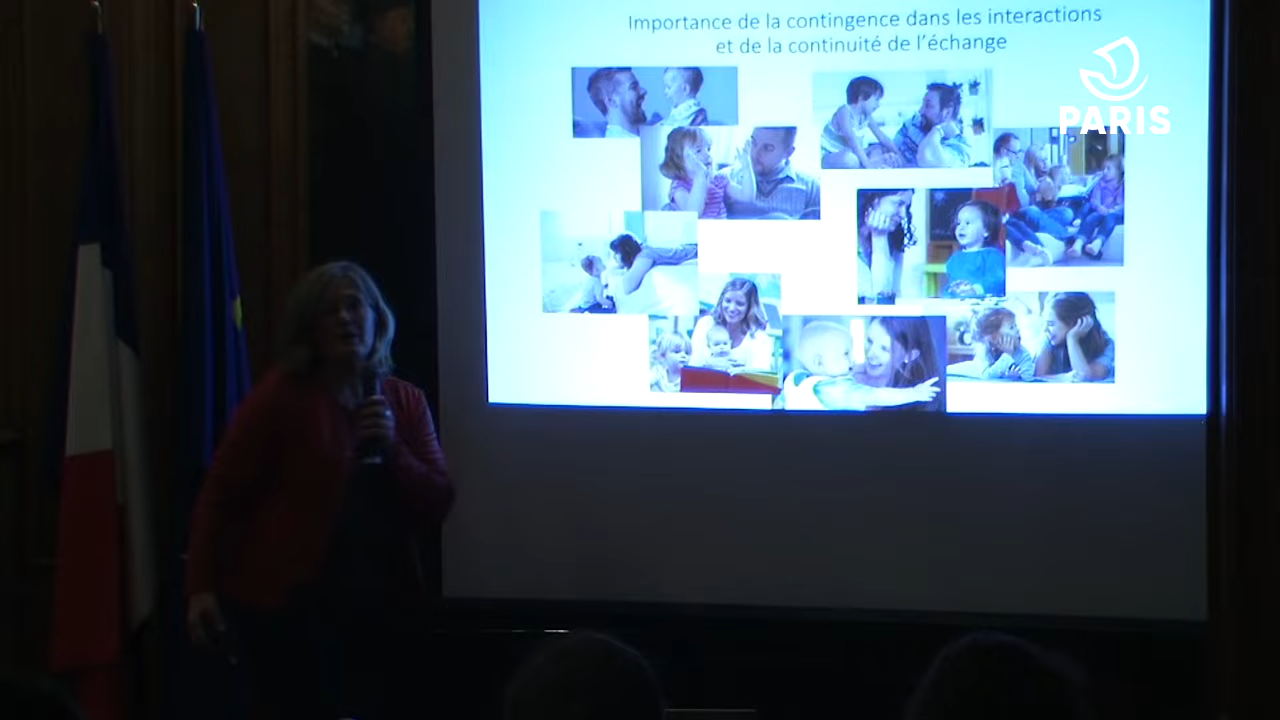 Importance de la contingence dans les interactions
et de la continuité de l'échange
PARIS